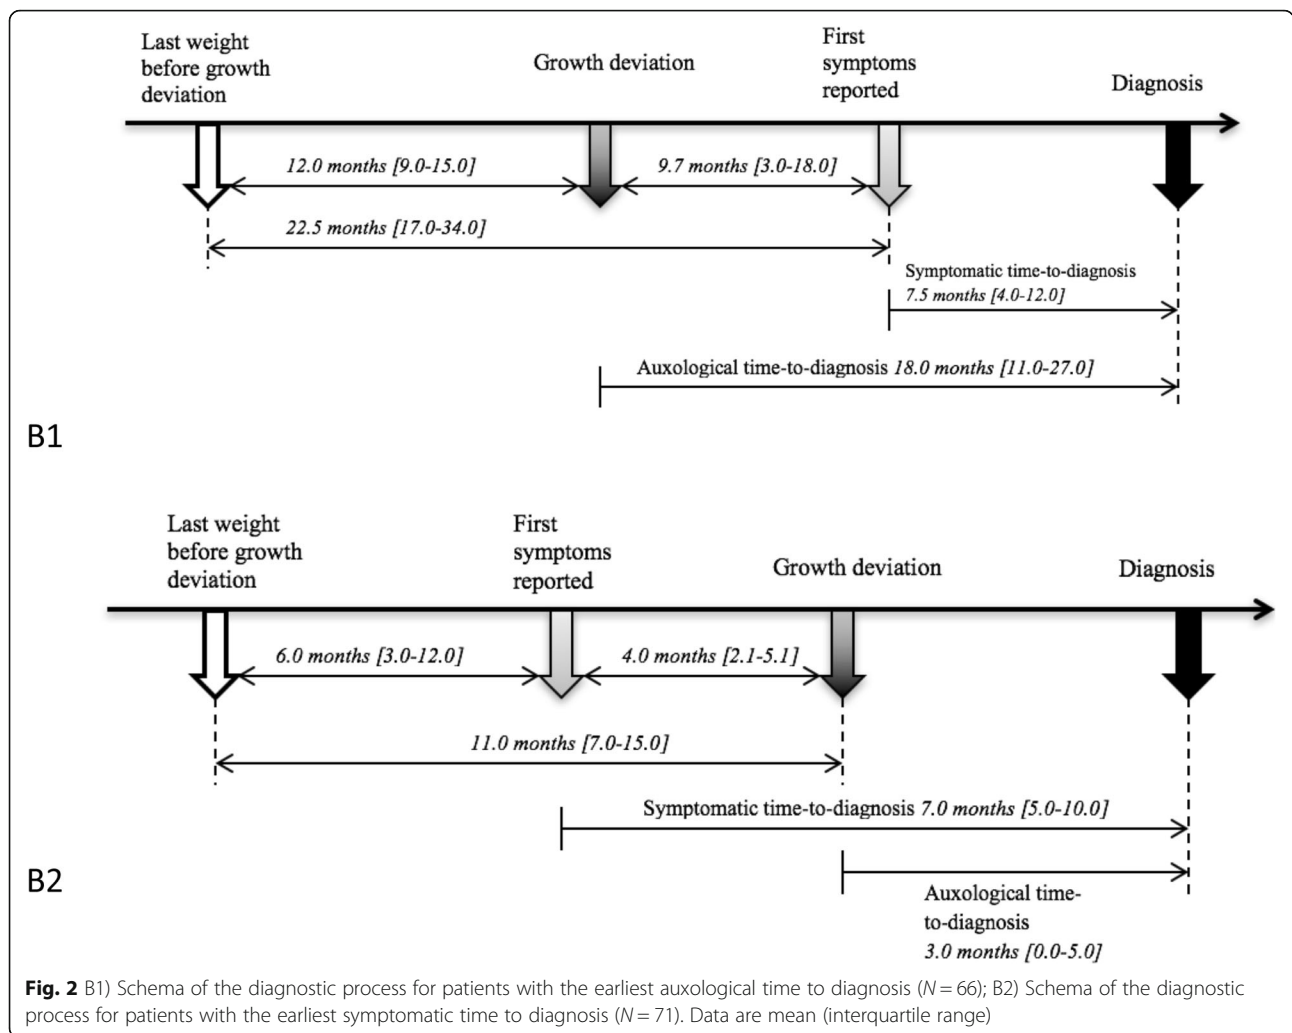 Last weight
before growth
deviation
Growth deviation
First
symptoms
reported
Diagnosis
12.0 months [9.0-15.0]
9.7 months [3.0-18.0]
22.5 months [17.0-34.0]
Symptomatic time-to-diagnosis
7.5 months [4.0-12.0]
Auxological time-to-diagnosis 18.0 months [11.0-27.0]
B1
Last weight
before growth
deviation
First
symptoms
reported
Growth deviation
Diagnosis
6.0 months [3.0-12.0]
4.0 months [2.1-5.1]
11.0 months [7.0-15.0]
Symptomatic time-to-diagnosis 7.0 months [5.0-10.0]
B2
Auxological time-
to-diagnosis
3.0 months [0.0-5.0]
Fig. 2 B1) Schema of the diagnostic process for patients with the earliest auxological time to diagnosis (N = 66); B2) Schema of the diagnostic
process for patients with the earliest symptomatic time to diagnosis (N = 71). Data are mean (interquartile range)